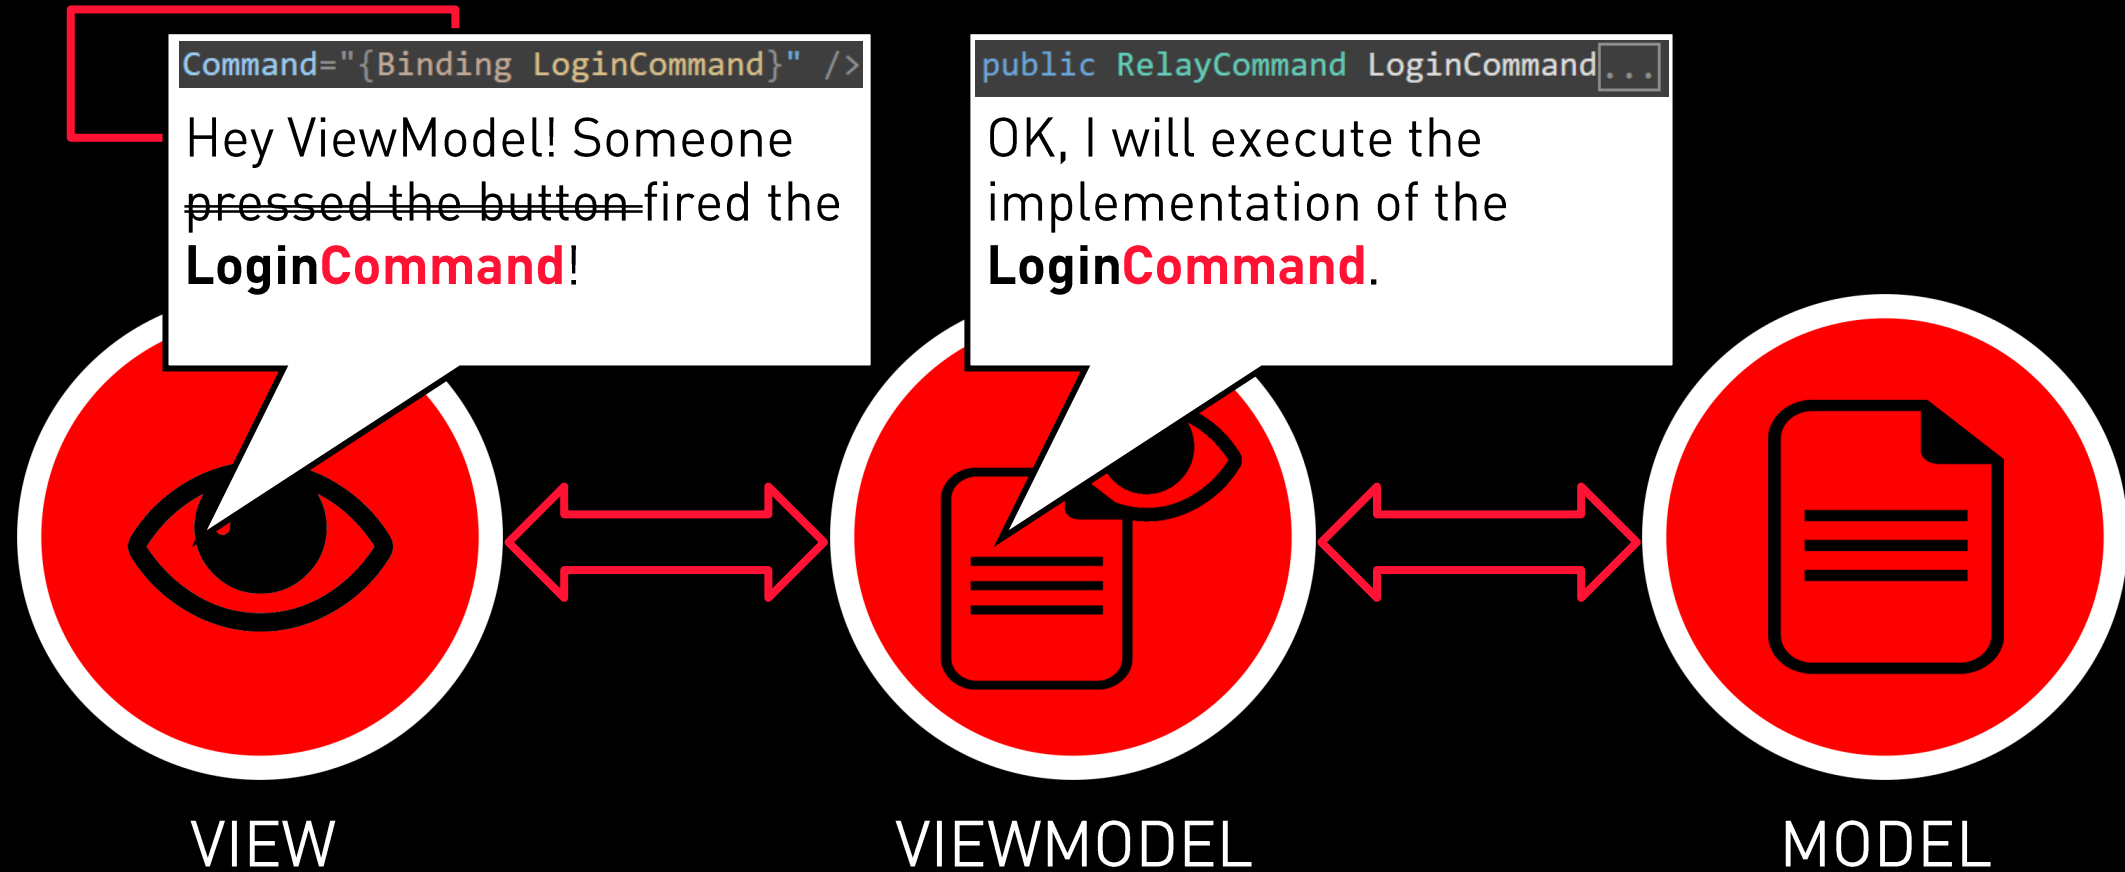 Command="{Binding LoginCommand}" />
Hey ViewModel! Someone
pressed the button fired the
LoginCommand!
public RelayCommand LoginCommand...
OK, I will execute the
implementation of the
LoginCommand.
VIEW
VIEWMODEL
MODEL